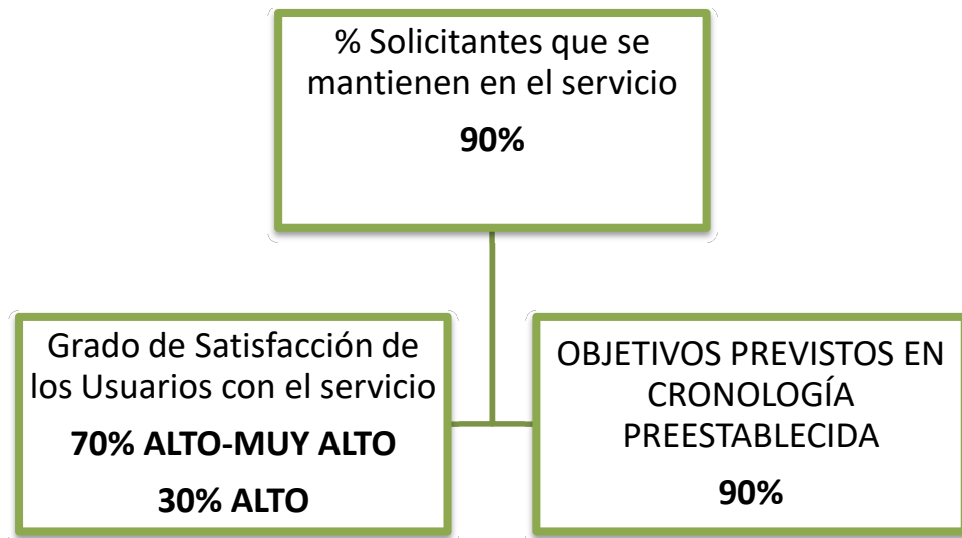 % Solicitantes que se
mantienen en el servicio
90%
Grado de Satisfacción de
los Usuarios con el servicio
70% ALTO-MUY ALTO
30% ALTO
OBJETIVOS PREVISTOS EN
CRONOLOGÍA
PREESTABLECIDA
90%